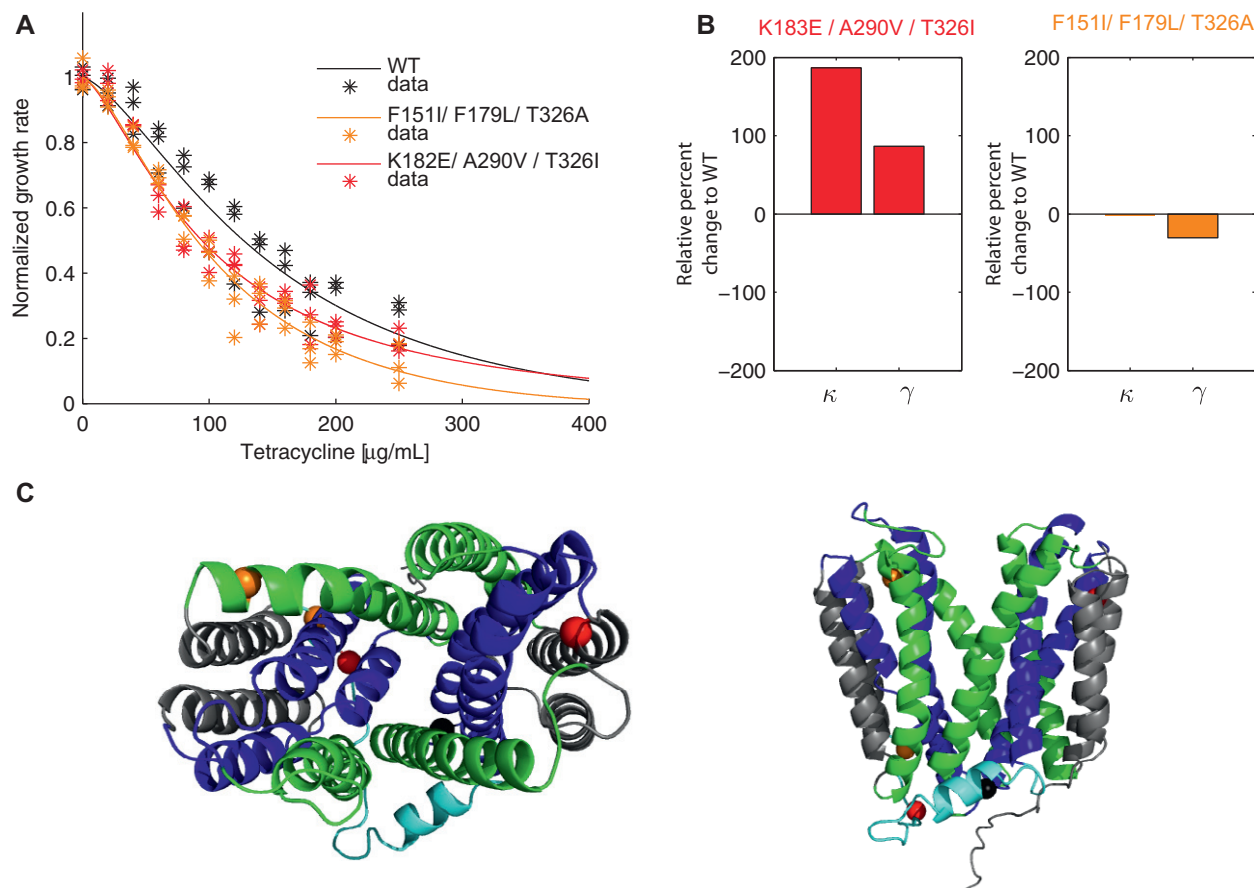 A
Normalized growth rate
1
0.8
0.6
0.4
0.2
0
0
100
200
300
400
Tetracycline [μg/mL]
WT
data
F151I/ F179L/ T326A
data
K182E/ A290V / T326I
data
B
K183E / A290V / T326I
Relative percent
change to WT
200
100
0
−100
−200
κ
γ
F151I/ F179L/ T326A
Relative percent
change to WT
200
100
0
−100
−200
κ
γ
C